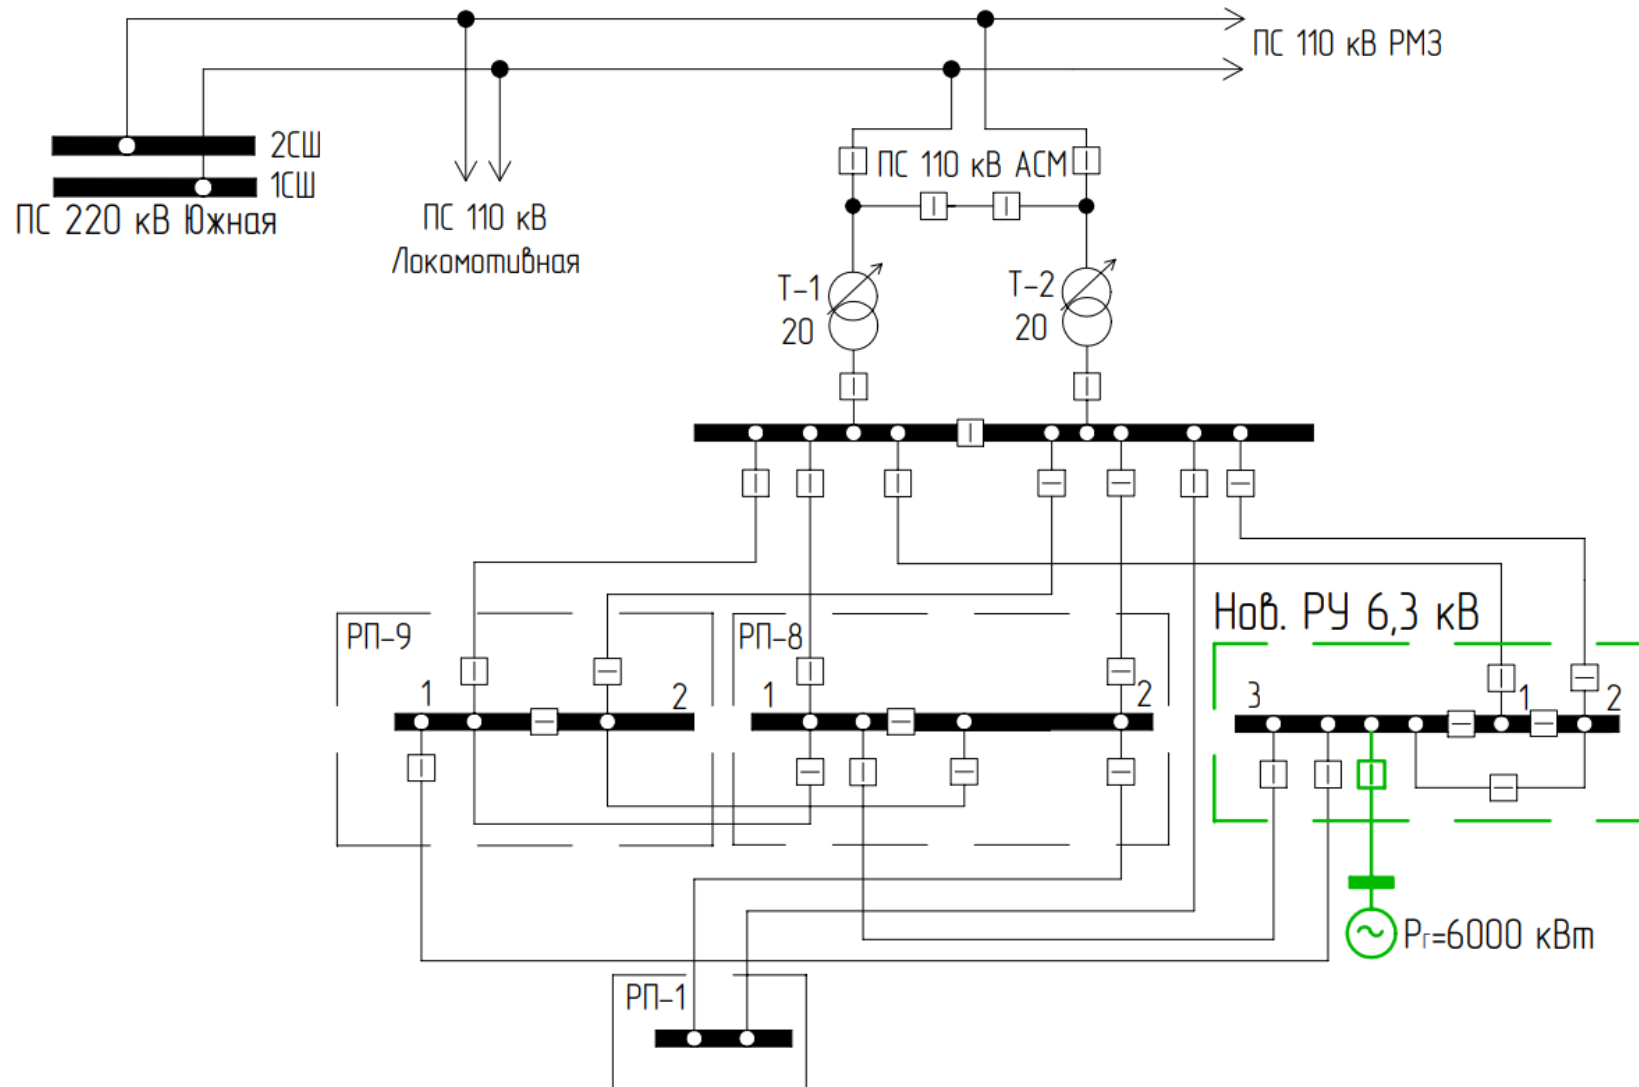 ПС 110 кВ РМЗ
2СШ
1СШ
ПС 220 кВ Южная
ПС 110 кВ
Локомотивная
ПС 110 кВ АСМ
Т-1
20
Т-2
20
РП-9
1
2
РП-8
1
2
Нов. РУ 6,3 кВ
3
1
2
Рг=6000 кВт
РП-1